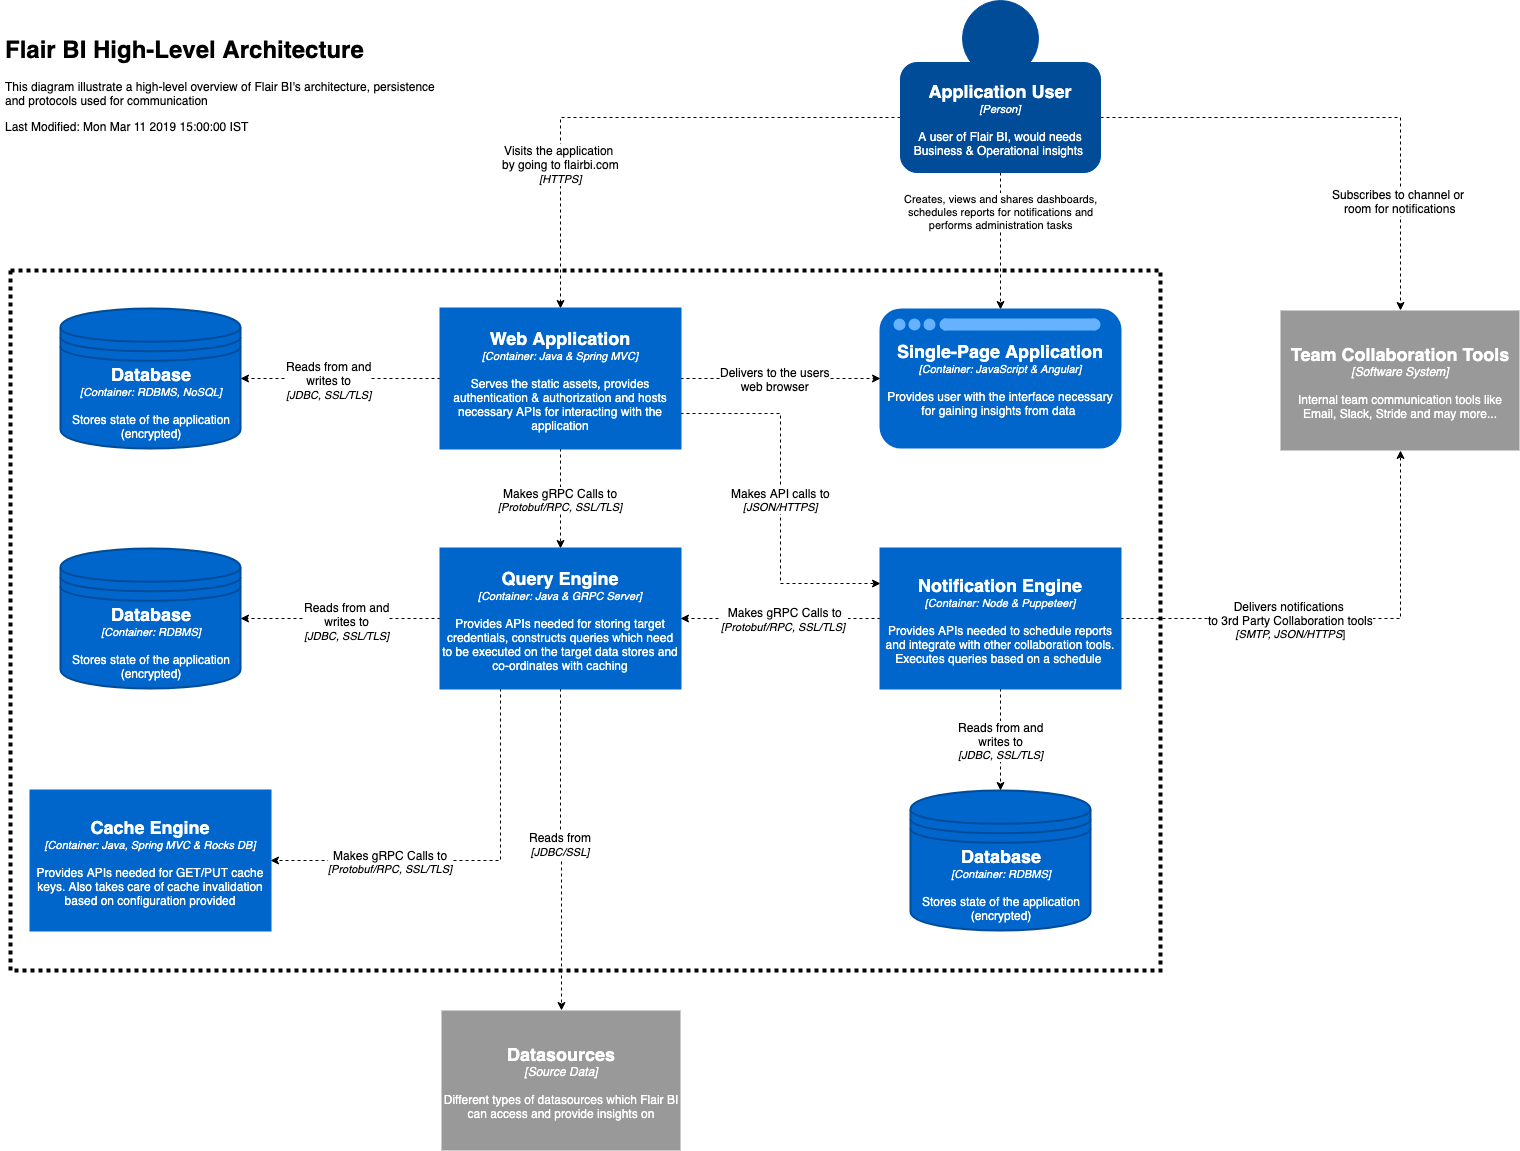 Flair BI High-Level Architecture
This diagram illustrate a high-level overview of Flair BI's architecture, persistence
and protocols used for communication
Last Modified: Mon Mar 11 2019 15:00:00 IST
Application User
[Person]
A user of Flair BI, would needs
Business & Operational insights
Visits the application
by going to flairbi.com
[HTTPS]
Creates, views and shares dashboards,
schedules reports for notifications and
performs administration tasks
Subscribes to channel or
room for notifications
Database
[Container: RDBMS, NoSQL]
Stores state of the application
(encrypted)
Reads from and
writes to
[JDBC, SSL/TLS]
Web Application
[Container: Java & Spring MVC]
Serves the static assets, provides
authentication & authorization and hosts
necessary APIs for interacting with the
application
Delivers to the users
web browser
Single-Page Application
[Container: JavaScript & Angular]
Provides user with the interface necessary
for gaining insights from data
Team Collaboration Tools
[Software System]
Internal team communication tools like
Email, Slack, Stride and may more...
Makes gRPC Calls to
[Protobuf/RPC, SSL/TLS]
Makes API calls to
[JSON/HTTPS]
Database
[Container: RDBMS]
Stores state of the application
(encrypted)
Reads from and
writes to
[JDBC, SSL/TLS]
Query Engine
[Container: Java & GRPC Server]
Provides APIs needed for storing target
credentials, constructs queries which need
to be executed on the target data stores and
co-ordinates with caching
Makes gRPC Calls to
[Protobuf/RPC, SSL/TLS]
Notification Engine
[Container: Node & Puppeteer]
Provides APIs needed to schedule reports
and integrate with other collaboration tools.
Executes queries based on a schedule
Delivers notifications
to 3rd Party Collaboration tools
[SMTP, JSON/HTTPS]
Reads from and
writes to
[JDBC, SSL/TLS]
Cache Engine
[Container: Java, Spring MVC & Rocks DB]
Provides APIs needed for GET/PUT cache
keys. Also takes care of cache invalidation
based on configuration provided
Makes gRPC Calls to
[Protobuf/RPC, SSL/TLS]
Reads from
[JDBC/SSL]
Database
[Container: RDBMS]
Stores state of the application
(encrypted)
Datasources
[Source Data]
Different types of datasources which Flair BI
can access and provide insights on